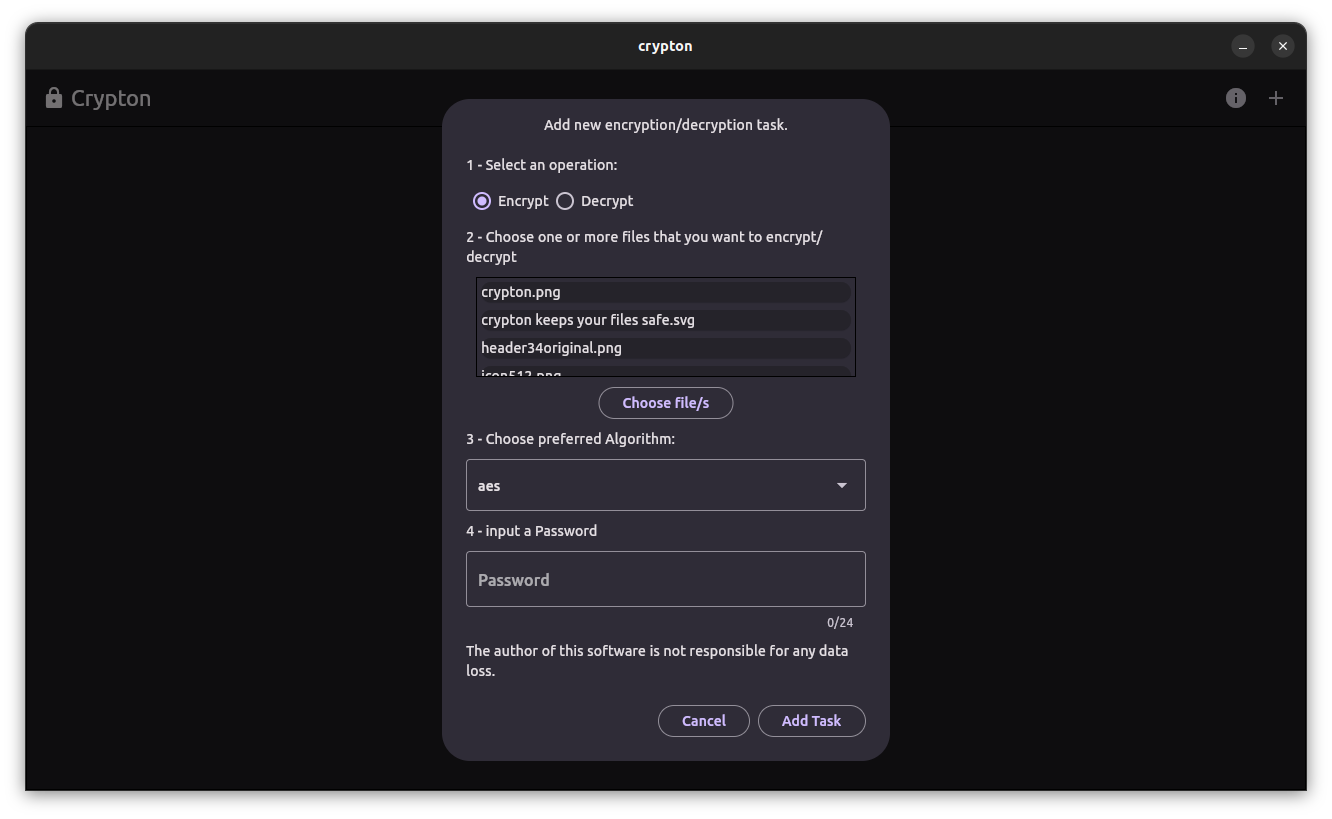 crypton
Crypton
Add new encryption/decryption task.
1 - Select an operation:
Encrypt Decrypt
2 - Choose one or more files that you want to encrypt/
decrypt
crypton.png
crypton keeps your files safe.svg
header34original.png
icon512.png
Choose file/s
3 - Choose preferred Algorithm:
aes
4 - input a Password
Password
0/24
The author of this software is not responsible for any data
loss.
Cancel Add Task